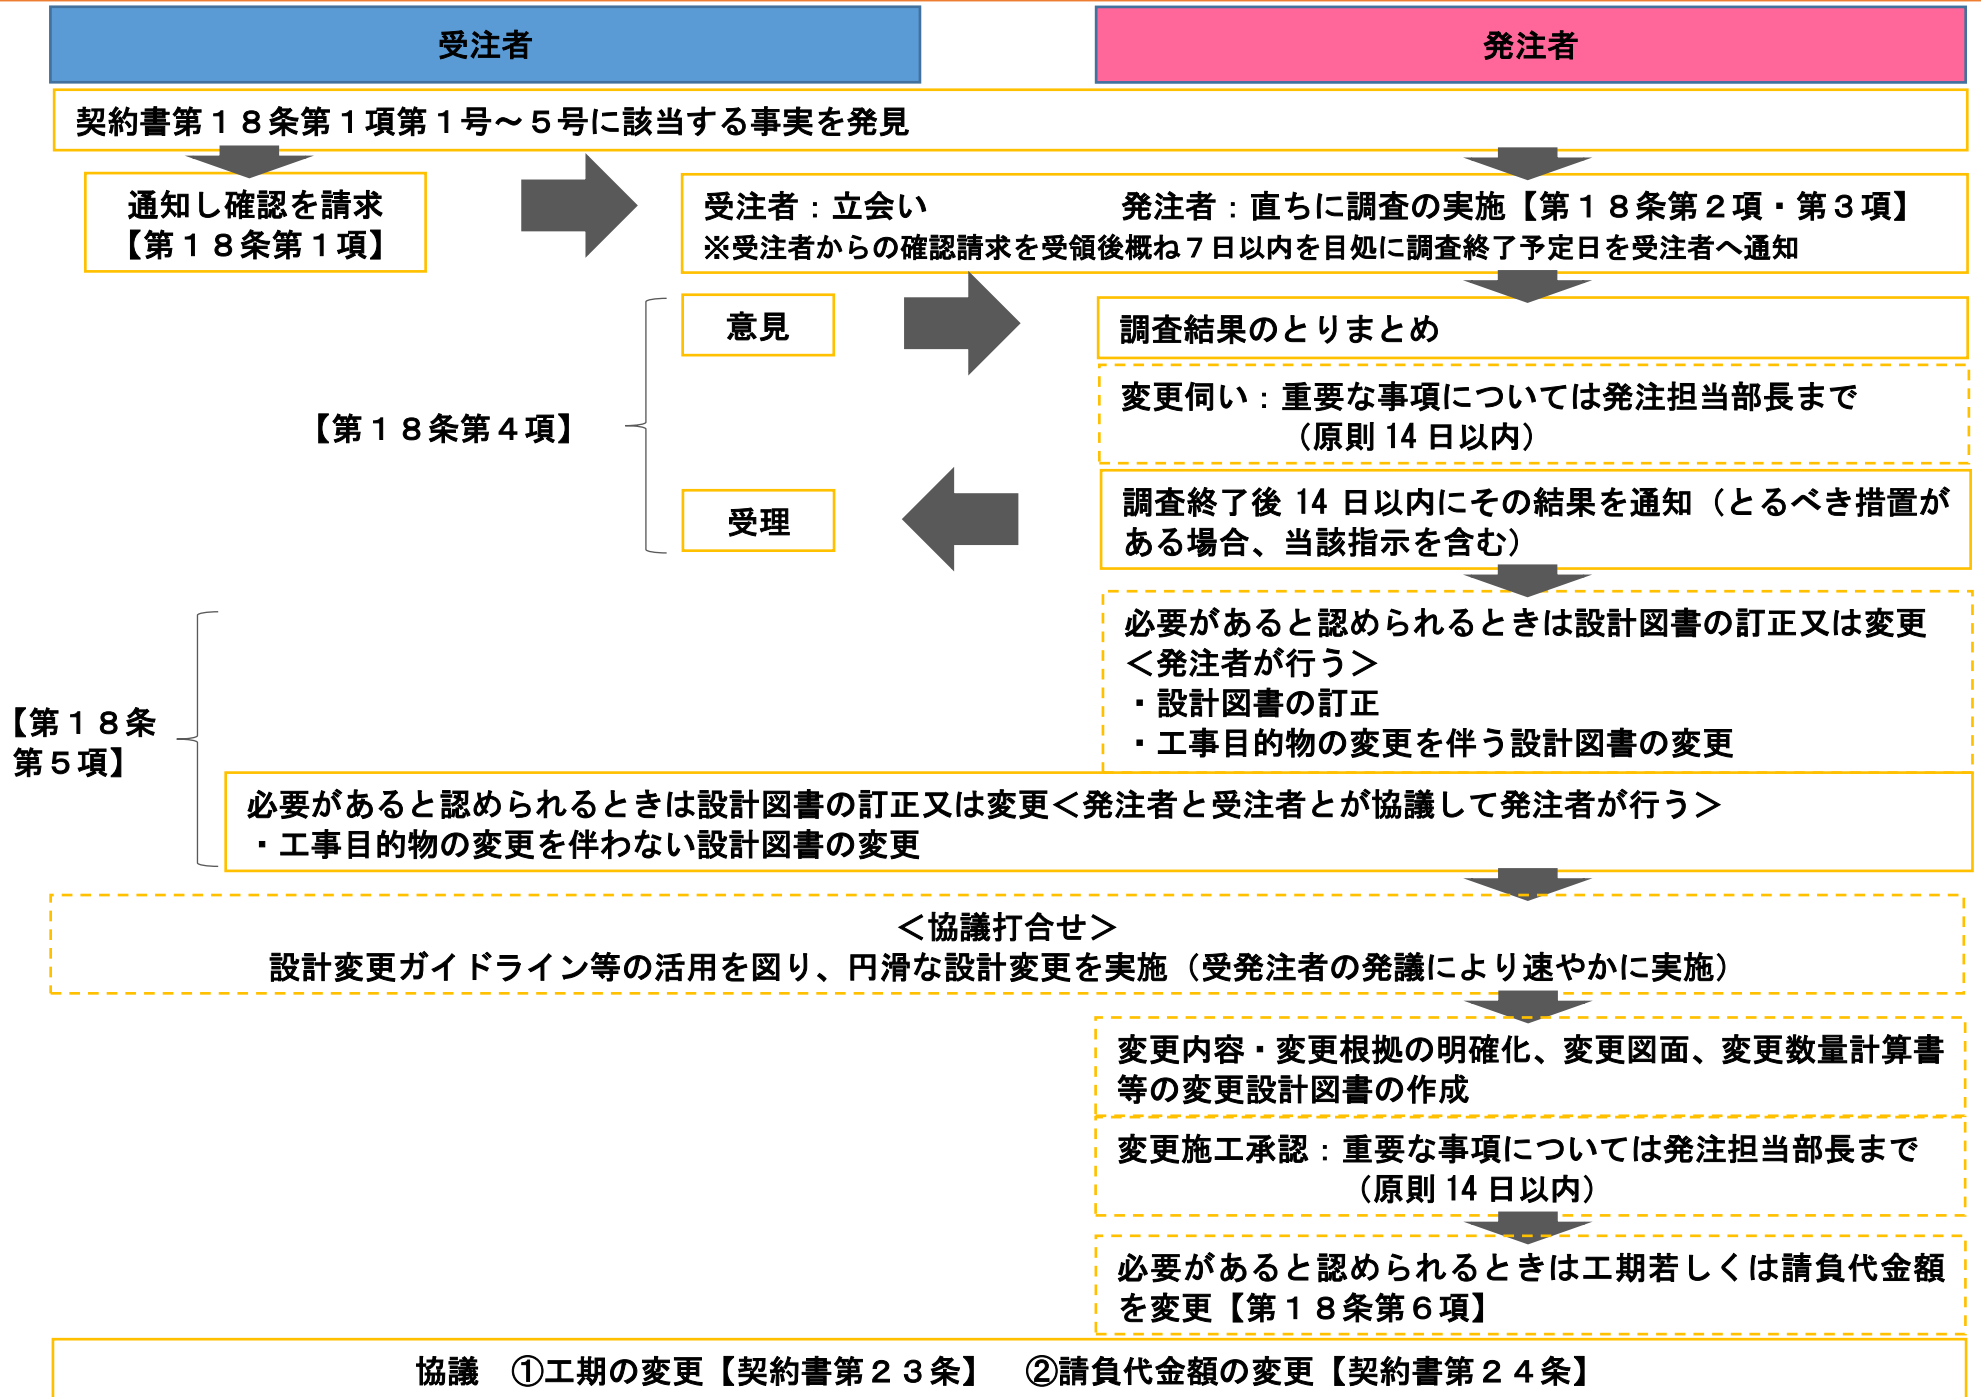 受注者
発注者
契約書第１８条第１項第１号～５号に該当する事実を発見
通知し確認を請求
【第１８条第１項】
受注者：立会い　　　　　　発注者：直ちに調査の実施【第１８条第２項・第３項】
※受注者からの確認請求を受領後概ね７日以内を目処に調査終了予定日を受注者へ通知
意見
調査結果のとりまとめ
変更伺い：重要な事項については発注担当部長まで
（原則 14 日以内）
【第１８条第４項】
受理
調査終了後 14 日以内にその結果を通知（とるべき措置が
ある場合、当該指示を含む）
必要があると認められるときは設計図書の訂正又は変更
＜発注者が行う＞
・設計図書の訂正
・工事目的物の変更を伴う設計図書の変更
【第１８条
第５項】
必要があると認められるときは設計図書の訂正又は変更＜発注者と受注者とが協議して発注者が行う＞
・工事目的物の変更を伴わない設計図書の変更
＜協議打合せ＞
設計変更ガイドライン等の活用を図り、円滑な設計変更を実施（受発注者の発議により速やかに実施）
変更内容・変更根拠の明確化、変更図面、変更数量計算書
等の変更設計図書の作成
変更施工承認：重要な事項については発注担当部長まで
（原則 14 日以内）
必要があると認められるときは工期若しくは請負代金額
を変更【第１８条第６項】
協議　①工期の変更【契約書第２３条】　②請負代金額の変更【契約書第２４条】